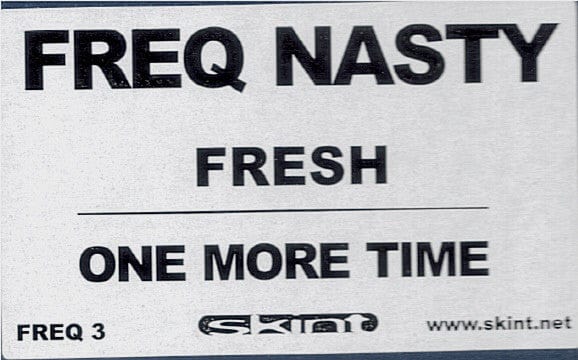 FREQ NASTY
FRESH
ONE MORE TIME
FREQ 3 skint www.skint.net